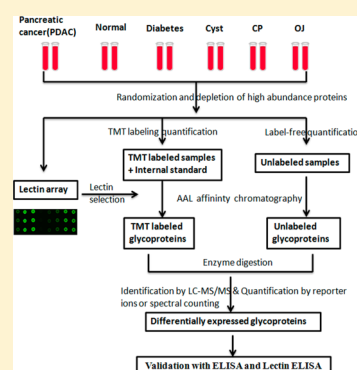 Pancreatic cancer(PDAC)
Normal
Diabetes
Cyst
CP
OJ
Randomization and depletion of high abundance proteins
TMT labeling quantification
Label-free quantification
TMT labeled samples
+ Internal standard
Unlabeled samples
Lectin array
Lectin
selection
AAL affinity chromatography
TMT labeled
glycoproteins
Unlabeled
glycoproteins
Enzyme digestion
Identification by LC-MS/MS & Quantification by reporter
ions or spectral counting
Differentially expressed glycoproteins
Validation with ELISA and Lectin ELISA